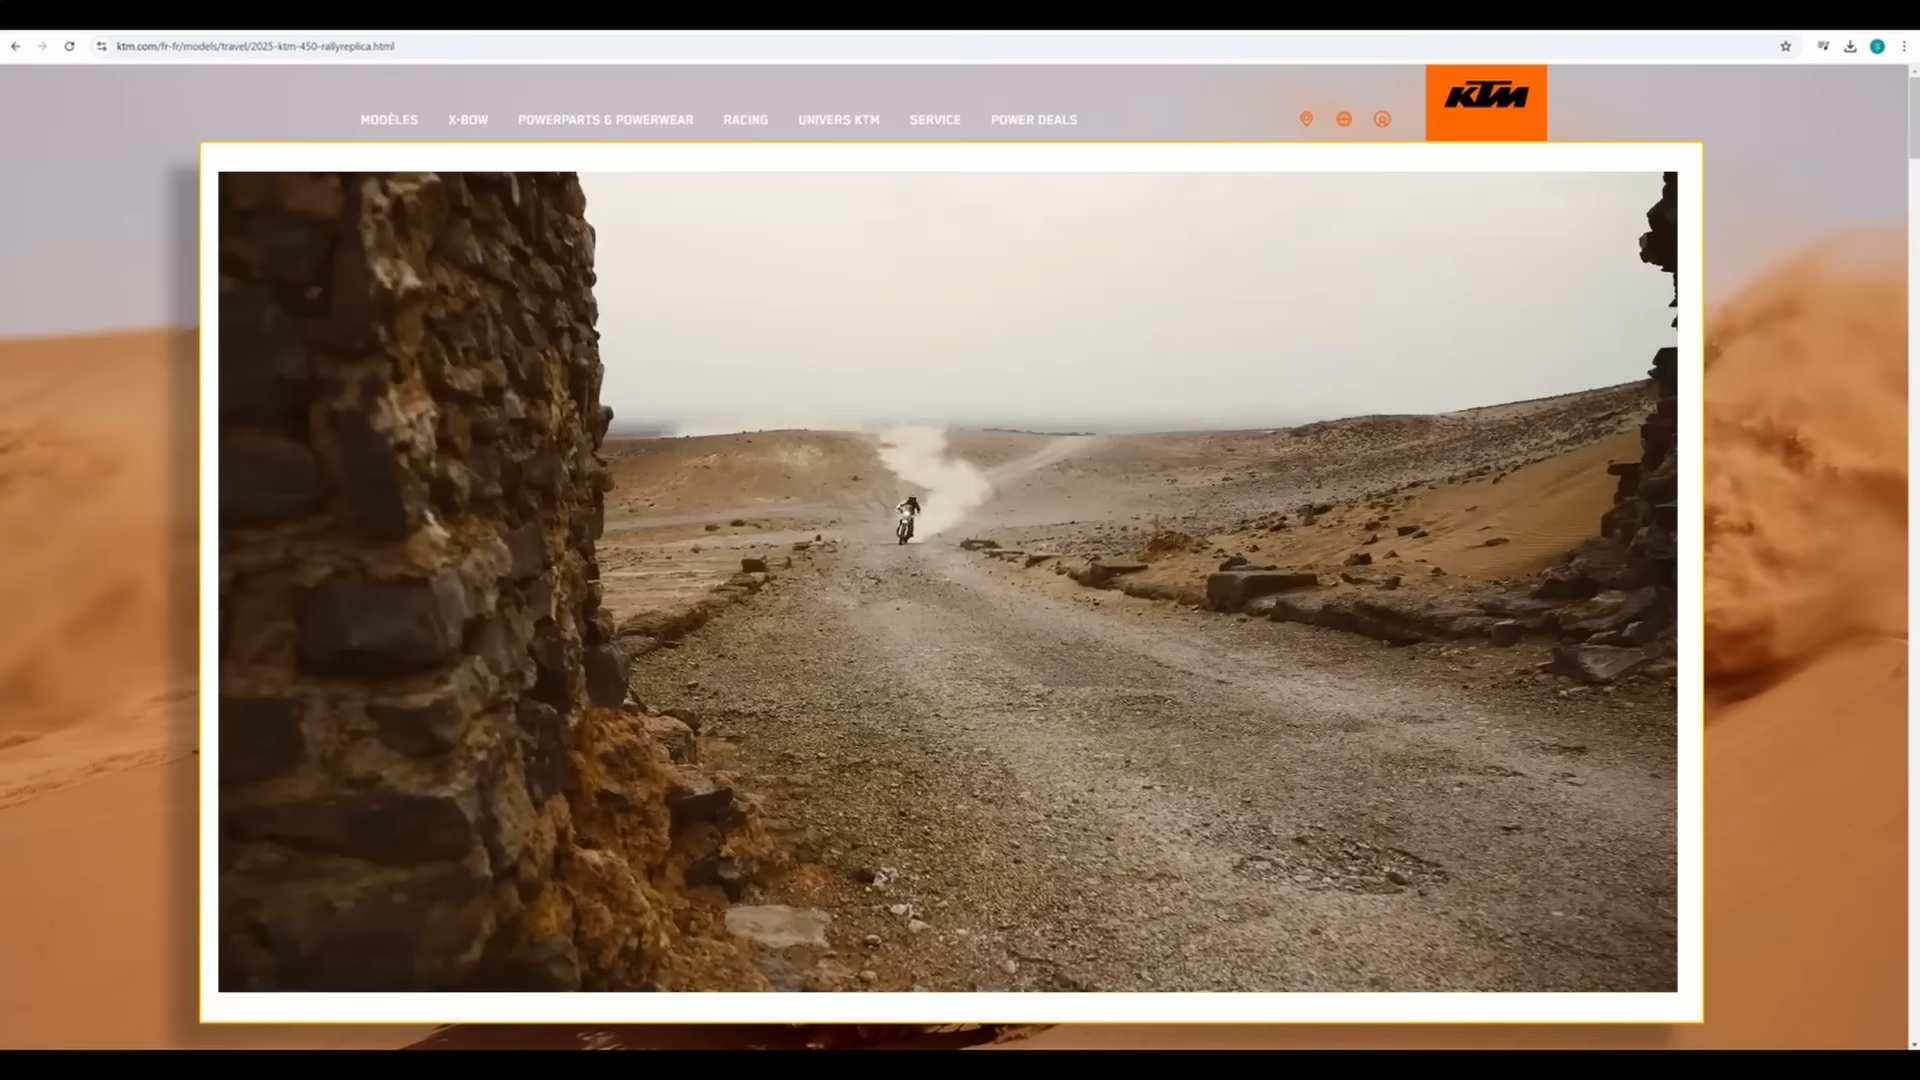 ktm.com/fr-fr/models/travel/2025-ktm-450-rallyreplica.html
MODÈLES X-BOW POWERPARTS & POWERWEAR RACING UNIVERS KTM SERVICE POWER DEALS
KTM